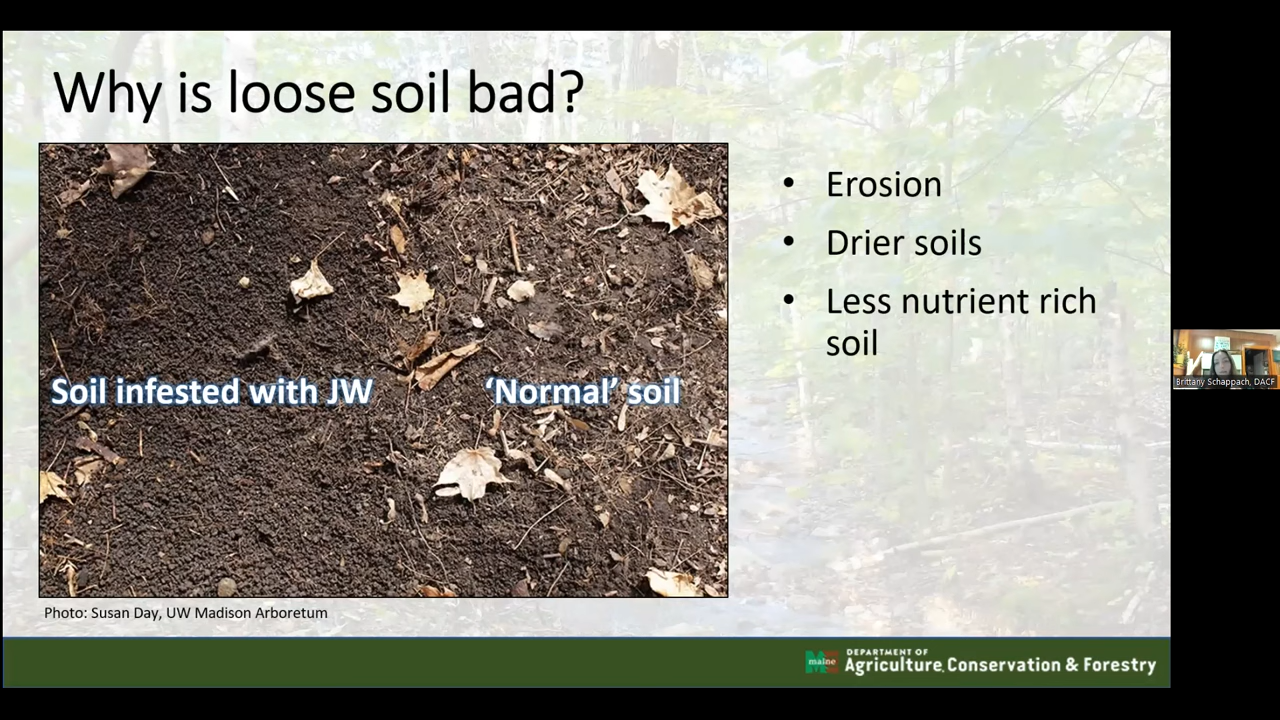 Why is loose soil bad?
Soil infested with JW
‘Normal’ soil
• Erosion
• Drier soils
• Less nutrient rich
soil
Brittany Schappach, DACF
Photo: Susan Day, UW Madison Arboretum
maine
DEPARTMENT OF
Agriculture, Conservation & Forestry